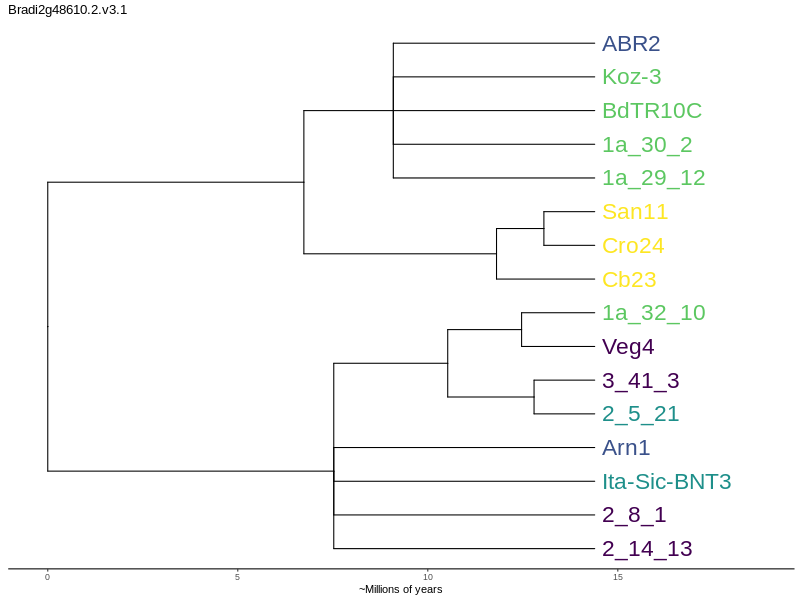 Bradi2g48610.2.v3.1
ABR2
Koz-3
BdTR10C
1a_30_2
1a_29_12
San11
Cro24
Cb23
1a_32_10
Veg4
3_41_3
2_5_21
Arn1
Ita-Sic-BNT3
2_8_1
2_14_13
0 5 10 15
~Millions of years